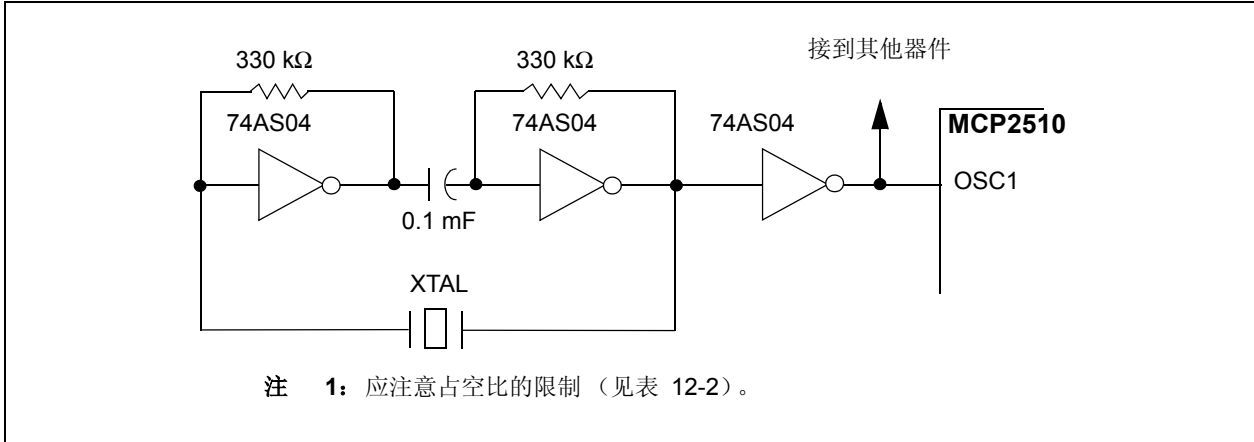 接到其他器件
330 kΩ
330 kΩ
74AS04
74AS04
74AS04
MCP2510
OSC1
0.1 mF
XTAL
注 1: 应注意占空比的限制 （见表 12-2）。